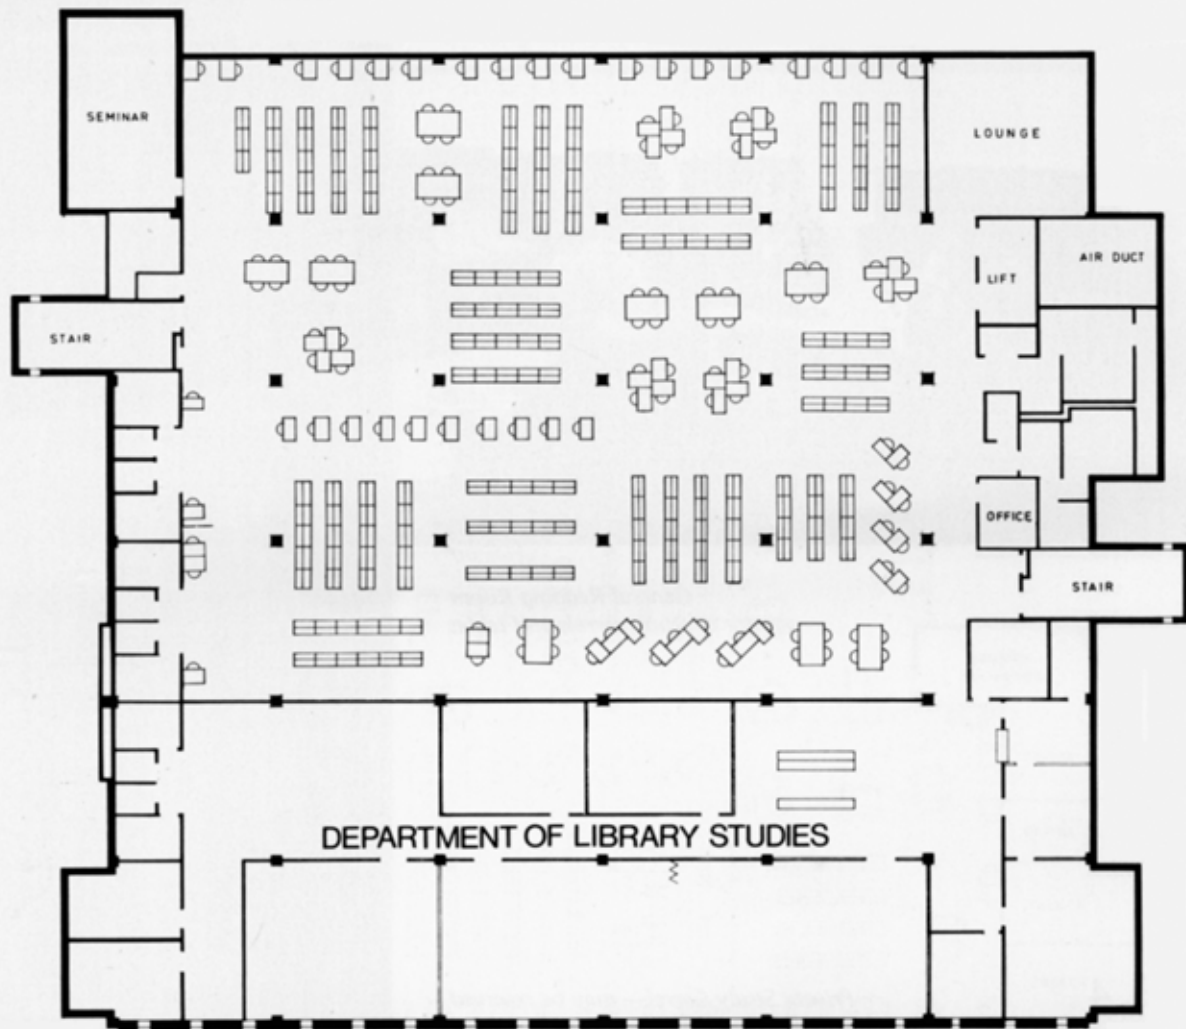 SEMINAR
LOUNGE
AIR DUCT
LIFT
STAIR
OFFICE
STAIR
DEPARTMENT OF LIBRARY STUDIES